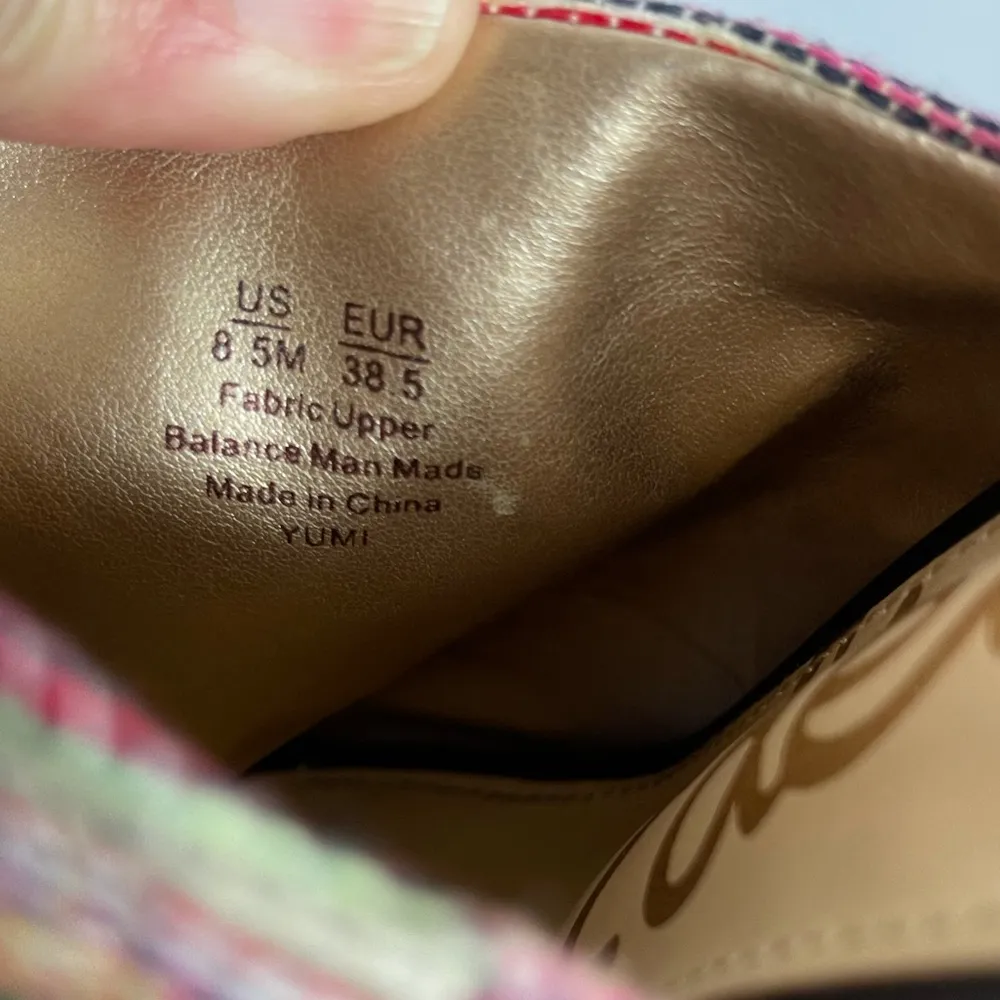 US EUR
8.5M 38.5
Fabric Upper
Balance Man Made
Made in China
YUMI